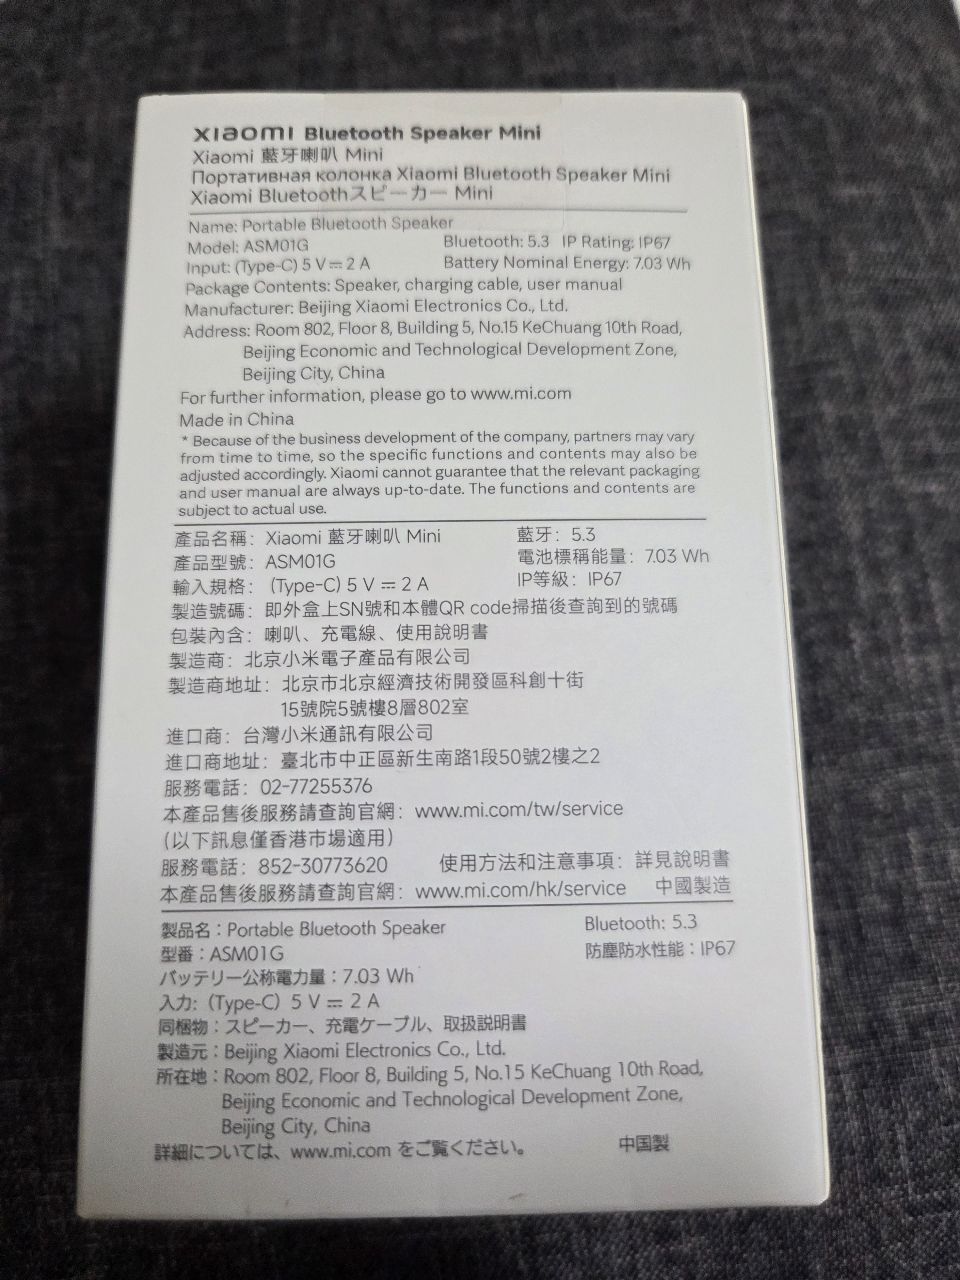 xiaomi Bluetooth Speaker Mini
Xiaomi 藍牙喇叭 Mini
Портативная колонка Xiaomi Bluetooth Speaker Mini
Xiaomi Bluetoothスピーカー Mini
Name: Portable Bluetooth Speaker
Model: ASM01G Bluetooth: 5.3 IP Rating: IP67
Input: (Type-C) 5 V⎓2 A Battery Nominal Energy: 7.03 Wh
Package Contents: Speaker, charging cable, user manual
Manufacturer: Beijing Xiaomi Electronics Co., Ltd.
Address: Room 802, Floor 8, Building 5, No.15 KeChuang 10th Road,
Beijing Economic and Technological Development Zone,
Beijing City, China
For further information, please go to www.mi.com
Made in China
* Because of the business development of the company, partners may vary
from time to time, so the specific functions and contents may also be
adjusted accordingly. Xiaomi cannot guarantee that the relevant packaging
and user manual are always up-to-date. The functions and contents are
subject to actual use.
產品名稱：Xiaomi 藍牙喇叭 Mini 藍牙：5.3
產品型號：ASM01G 電池標稱能量：7.03 Wh
輸入規格：(Type-C) 5 V ⎓ 2 A IP等級：IP67
製造號碼：即外盒上SN號和本體QR code掃描後查詢到的號碼
包裝內含：喇叭、充電線、使用說明書
製造商：北京小米電子產品有限公司
製造商地址：北京市北京經濟技術開發區科創十街
15號院5號樓8層802室
進口商：台灣小米通訊有限公司
進口商地址：臺北市中正區新生南路1段50號2樓之2
服務電話：02-77255376
本產品售後服務請查詢官網：www.mi.com/tw/service
(以下訊息僅香港市場適用)
服務電話：852-30773620 使用方法和注意事項：詳見說明書
本產品售後服務請查詢官網：www.mi.com/hk/service 中國製造
製品名：Portable Bluetooth Speaker Bluetooth: 5.3
型番：ASM01G 防塵防水性能：IP67
バッテリー公称電力量：7.03 Wh
入力: (Type-C) 5 V ⎓ 2 A
同梱物：スピーカー、充電ケーブル、取扱説明書
製造元：Beijing Xiaomi Electronics Co., Ltd.
所在地：Room 802, Floor 8, Building 5, No.15 KeChuang 10th Road,
Beijing Economic and Technological Development Zone,
Beijing City, China
詳細については、www.mi.com をご覧ください。 中国製